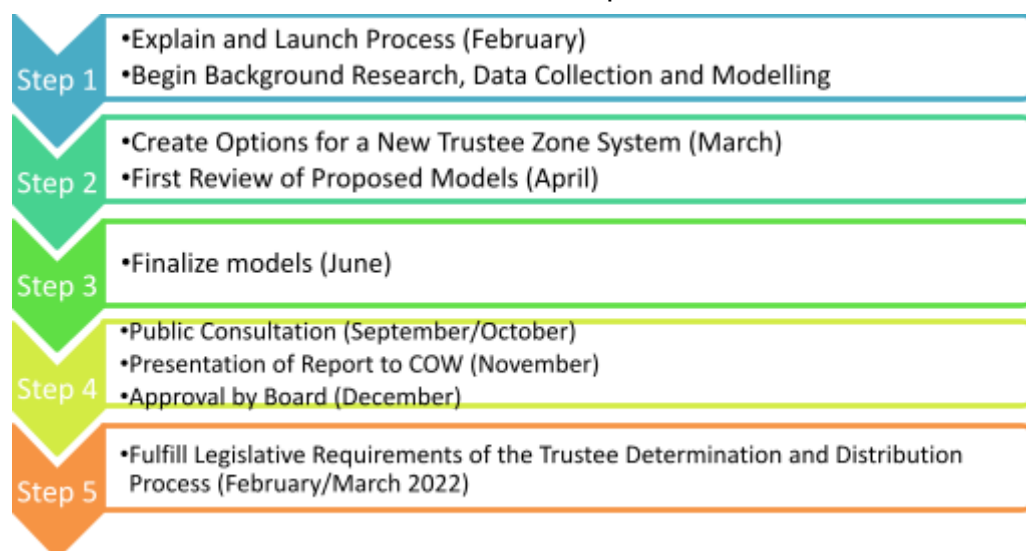 Step 1
•Explain and Launch Process (February)
•Begin Background Research, Data Collection and Modelling
Step 2
•Create Options for a New Trustee Zone System (March)
•First Review of Proposed Models (April)
Step 3
•Finalize models (June)
Step 4
•Public Consultation (September/October)
•Presentation of Report to COW (November)
•Approval by Board (December)
Step 5
•Fulfill Legislative Requirements of the Trustee Determination and Distribution
Process (February/March 2022)